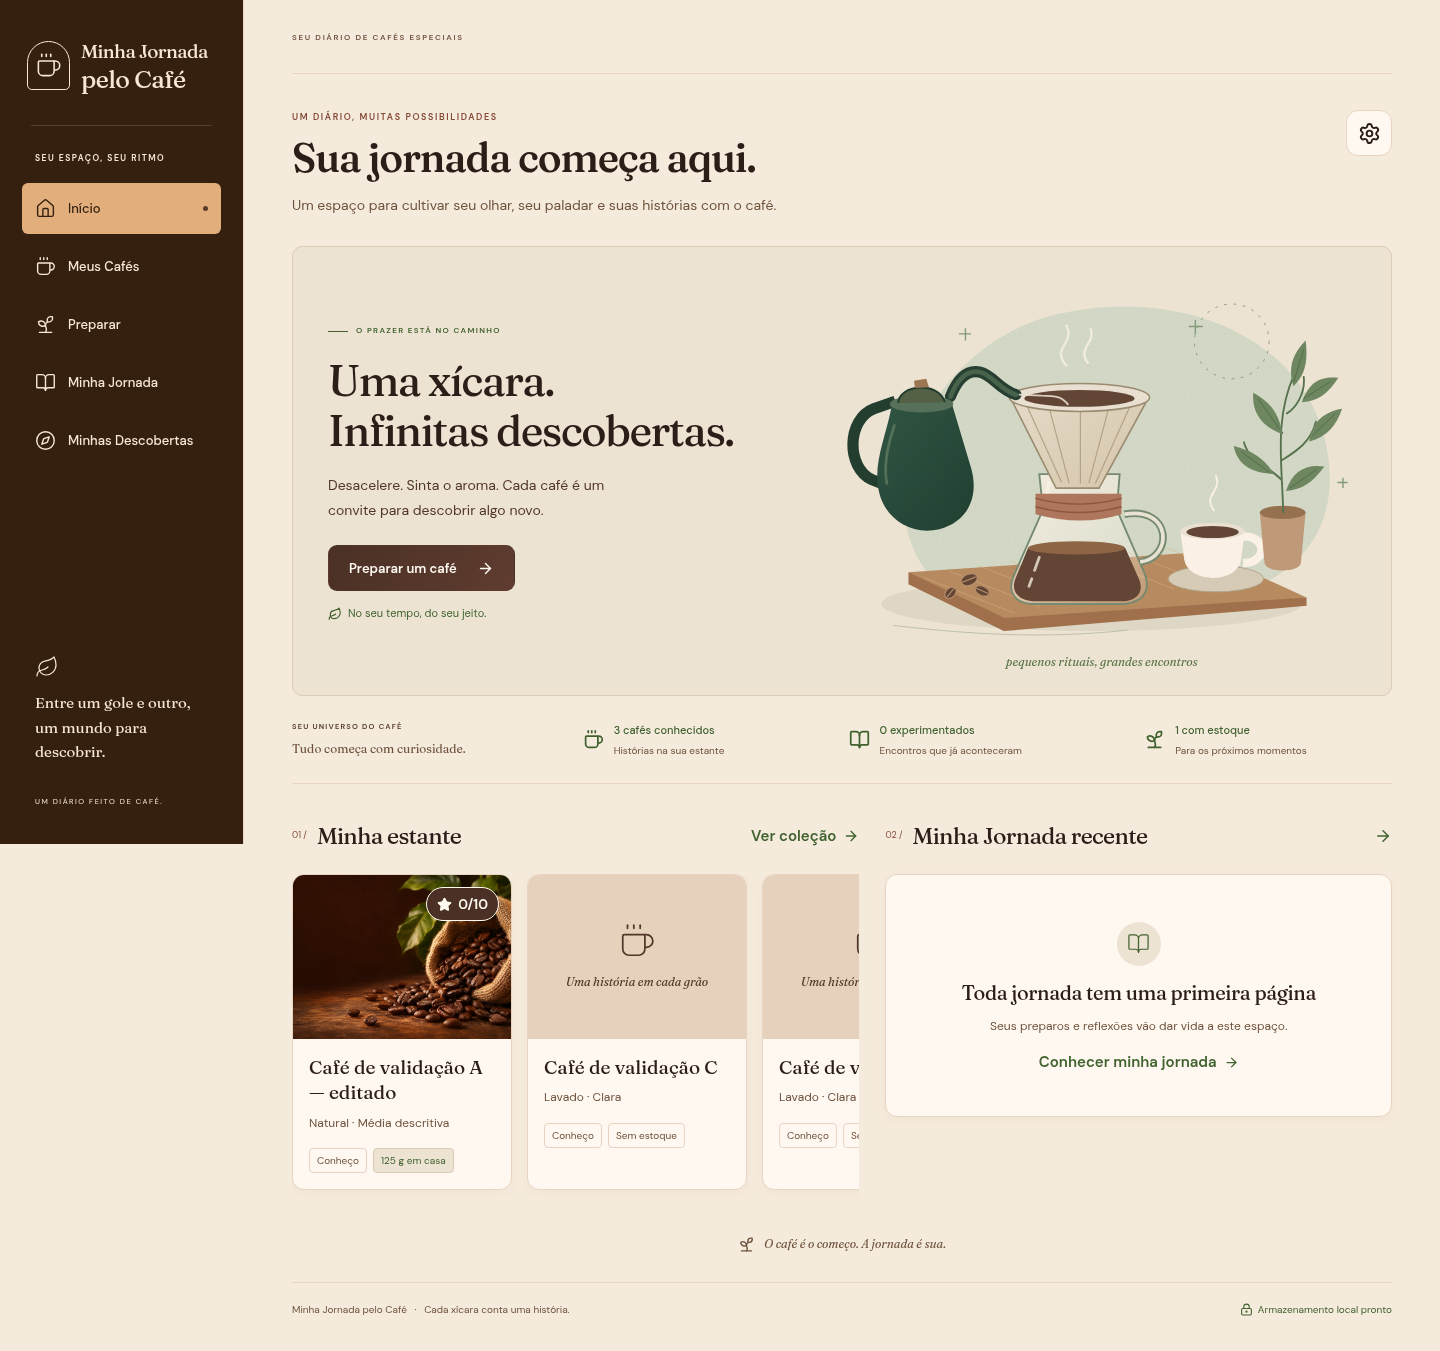 Minha Jornada
pelo Café
SEU ESPAÇO, SEU RITMO
Início
Meus Cafés
Preparar
Minha Jornada
Minhas Descobertas
Entre um gole e outro,
um mundo para
descobrir.
UM DIÁRIO FEITO DE CAFÉ.
SEU DIÁRIO DE CAFÉS ESPECIAIS
UM DIÁRIO, MUITAS POSSIBILIDADES
Sua jornada começa aqui.
Um espaço para cultivar seu olhar, seu paladar e suas histórias com o café.
O PRAZER ESTÁ NO CAMINHO
Uma xícara.
Infinitas descobertas.
Desacelere. Sinta o aroma. Cada café é um
convite para descobrir algo novo.
Preparar um café
No seu tempo, do seu jeito.
pequenos rituais, grandes encontros
SEU UNIVERSO DO CAFÉ
Tudo começa com curiosidade.
3 cafés conhecidos
Histórias na sua estante
0 experimentados
Encontros que já aconteceram
1 com estoque
Para os próximos momentos
01 / Minha estante
Ver coleção
0/10
Café de validação A
— editado
Natural · Média descritiva
Conheço
125 g em casa
Uma história em cada grão
Café de validação C
Lavado · Clara
Conheço
Sem estoque
Uma histór
Café de v
Lavado · Clara
Conheço
Se
02 / Minha Jornada recente
Toda jornada tem uma primeira página
Seus preparos e reflexões vão dar vida a este espaço.
Conhecer minha jornada
O café é o começo. A jornada é sua.
Minha Jornada pelo Café · Cada xícara conta uma história.
Armazenamento local pronto